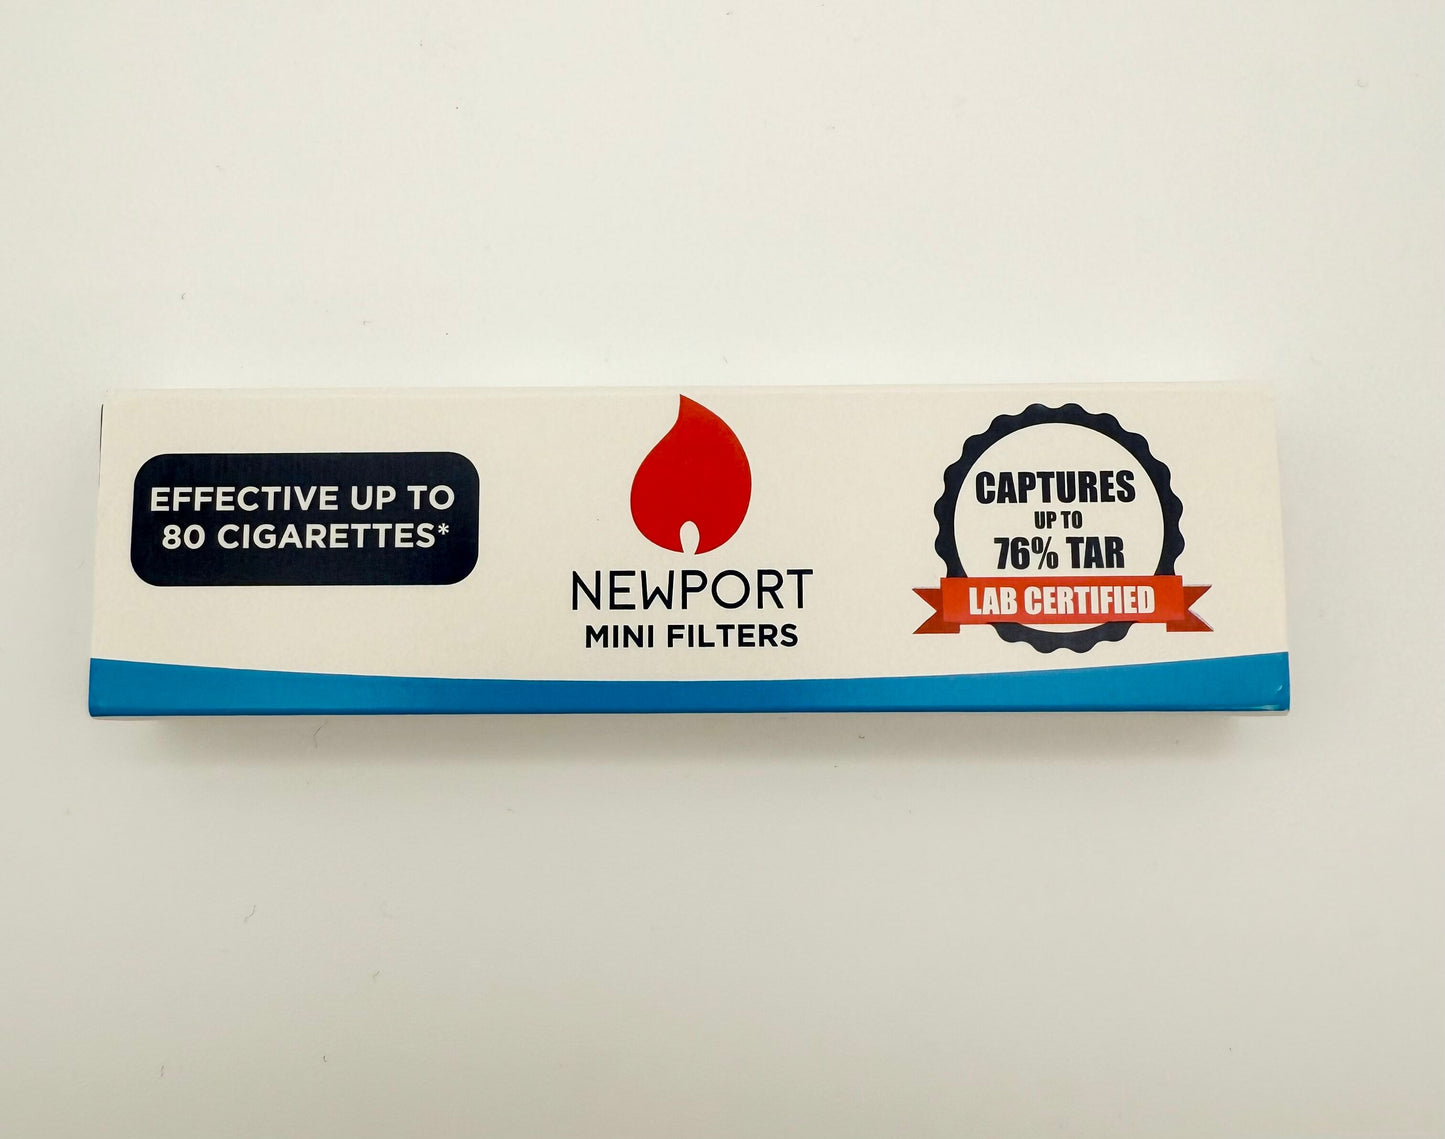 EFFECTIVE UP TO
80 CIGARETTES*
NEWPORT
MINI FILTERS
CAPTURES
UP TO
76% TAR
LAB CERTIFIED